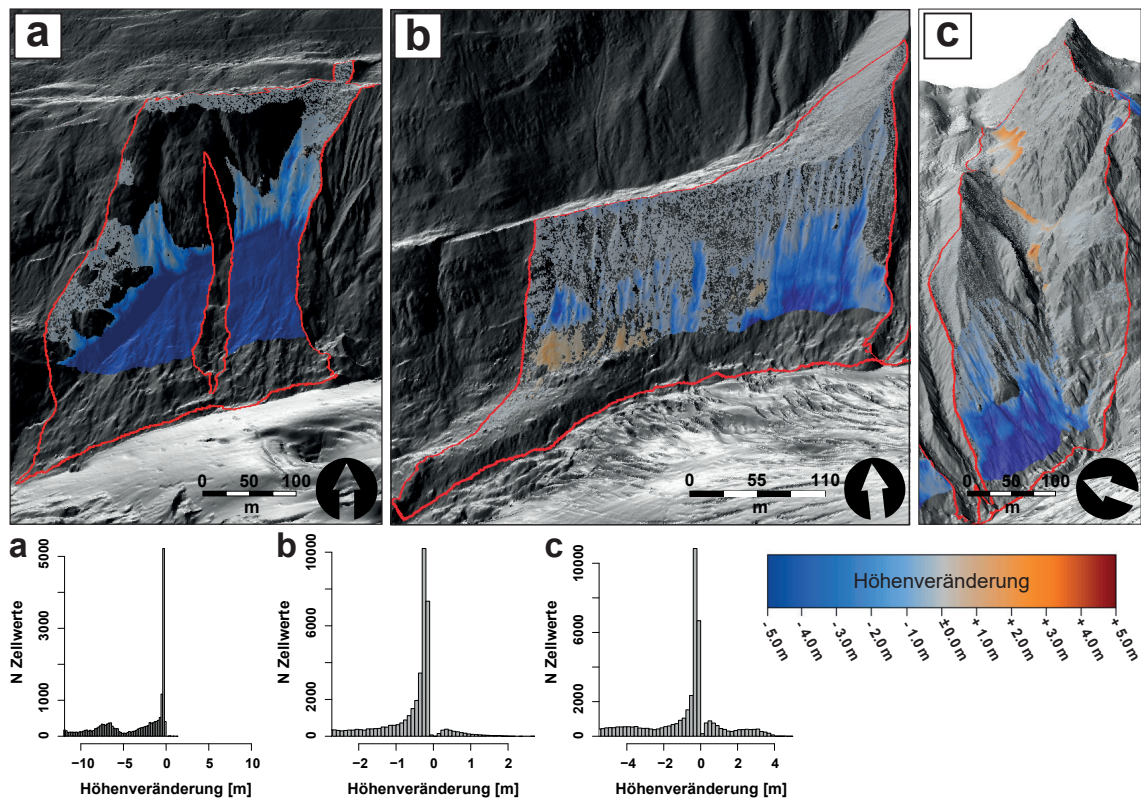 a
b
c
0 50 100
m
0 55 110
m
0 50 100
m
a
b
c
N Zellwerte
0 1000 3000 5000
−10 −5 0 5 10
Höhenveränderung [m]
N Zellwerte
0 2000 6000 10000
−2 −1 0 1 2
Höhenveränderung [m]
N Zellwerte
0 2000 6000 10000
−4 −2 0 2 4
Höhenveränderung [m]
Höhenveränderung
- 5.0 m
- 4.0 m
- 3.0 m
- 2.0 m
- 1.0 m
±0.0 m
+ 1.0 m
+ 2.0 m
+ 3.0 m
+ 4.0 m
+ 5.0 m